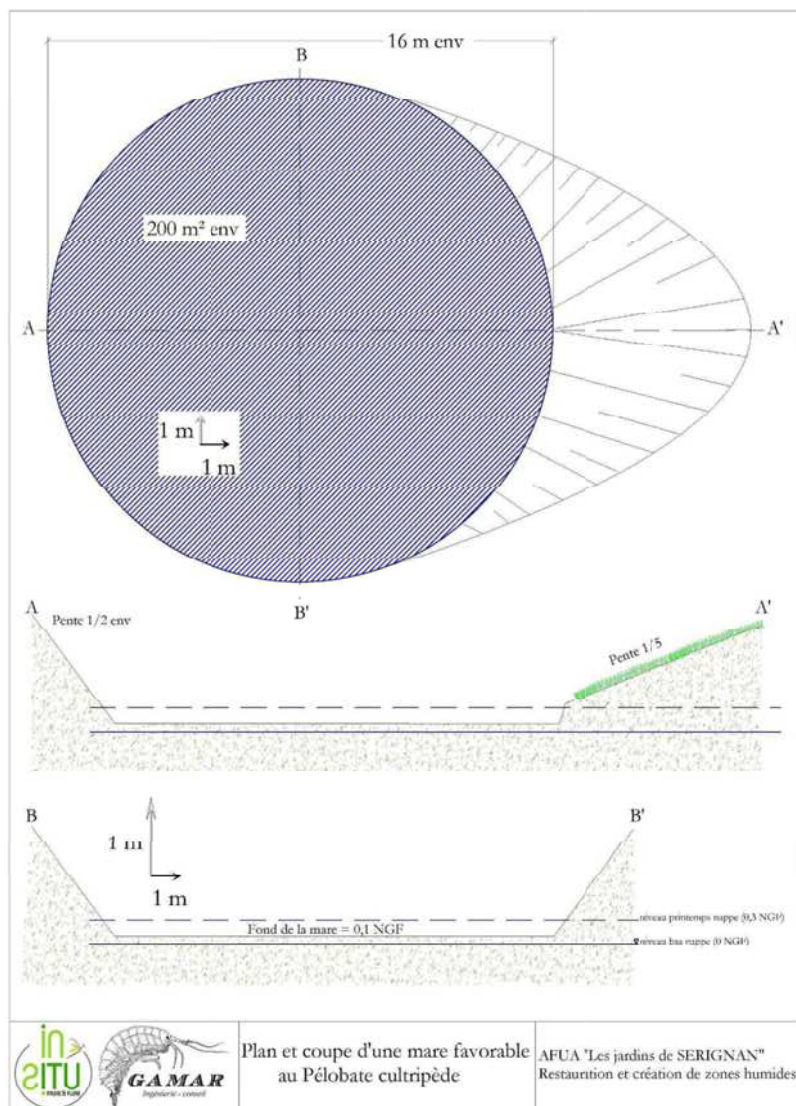 16 m env
B
200 m² env
A
A'
1 m
1 m
B'
A
A'
Pente 1/2 env
Pente 1/5
B
B'
1 m
1 m
niveau printemps nappe (0,3 NGF)
Fond de la mare = 0,1 NGF
niveau bas nappe (0 NGF)
in
SITU
GAMAR
Ingénierie - conseil
Plan et coupe d'une mare favorable
au Pélobate cultripède
AFUA "Les jardins de SERIGNAN"
Restauration et création de zones humides